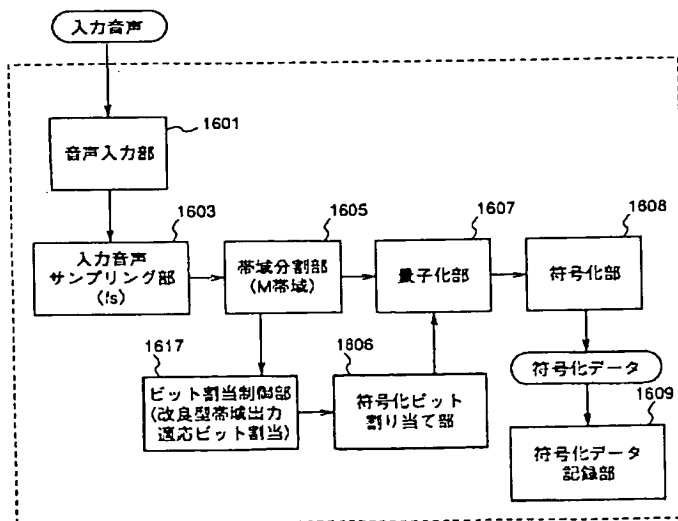 入力音声
1601
音声入力部
1603
入力音声
サンプリング部
(fs)
1605
帯域分割部
(M帯域)
1607
量子化部
1608
符号化部
1617
ビット割当制御部
(改良型帯域出力
適応ビット割当)
1606
符号化ビット
割り当て部
符号化データ
1609
符号化データ
記録部